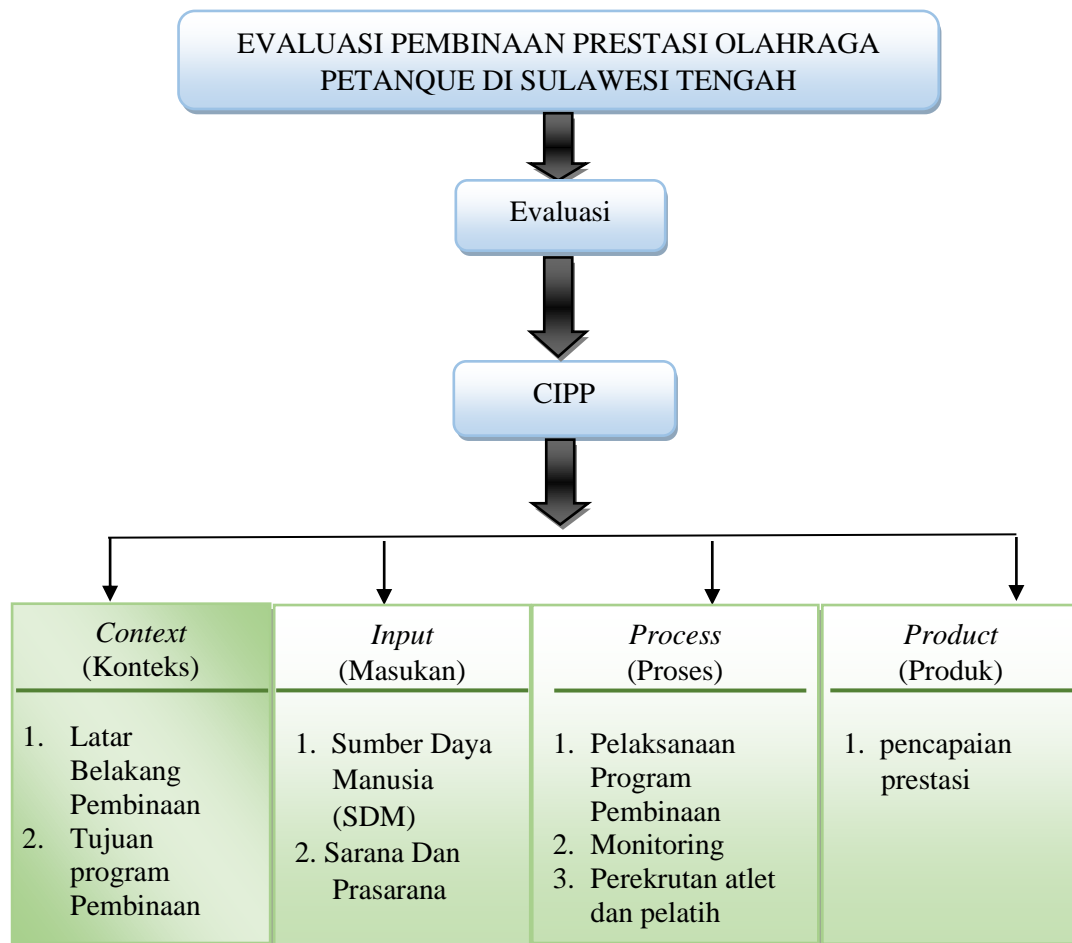 EVALUASI PEMBINAAN PRESTASI OLAHRAGA
PETANQUE DI SULAWESI TENGAH
Evaluasi
CIPP
Context
(Konteks)
1. Latar
Belakang
Pembinaan
2. Tujuan
program
Pembinaan
Input
(Masukan)
1. Sumber Daya
Manusia
(SDM)
2. Sarana Dan
Prasarana
Process
(Proses)
1. Pelaksanaan
Program
Pembinaan
2. Monitoring
3. Perekrutan atlet
dan pelatih
Product
(Produk)
1. pencapaian
prestasi